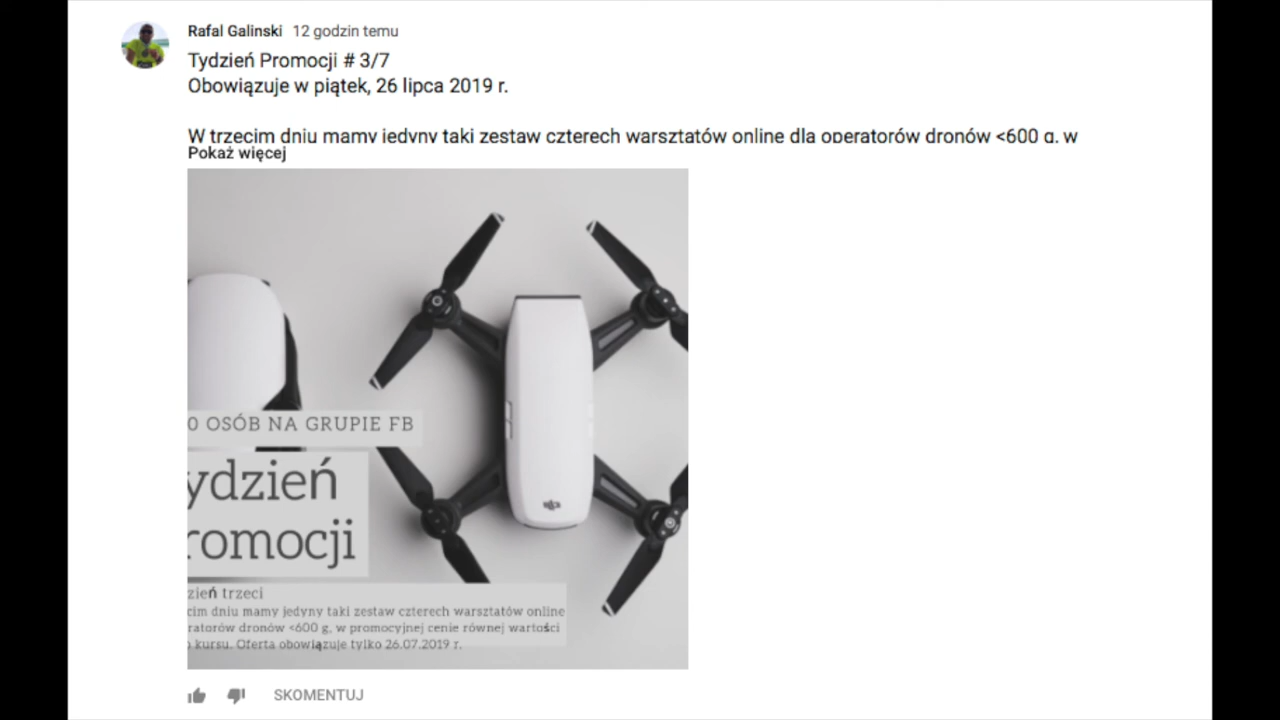 Rafal Galinski 12 godzin temu
Tydzień Promocji # 3/7
Obowiązuje w piątek, 26 lipca 2019 r.
W trzecim dniu mamy jedyny taki zestaw czterech warsztatów online dla operatorów dronów <600 g, w
Pokaż więcej
0 OSÓB NA GRUPIE FB
ydzień
romocji
zień trzeci
cim dniu mamy jedyny taki zestaw czterech warsztatów online
ratorów dronów <600 g, w promocyjnej cenie równej wartości
o kursu. Oferta obowiązuje tylko 26.07.2019 r.
SKOMENTUJ